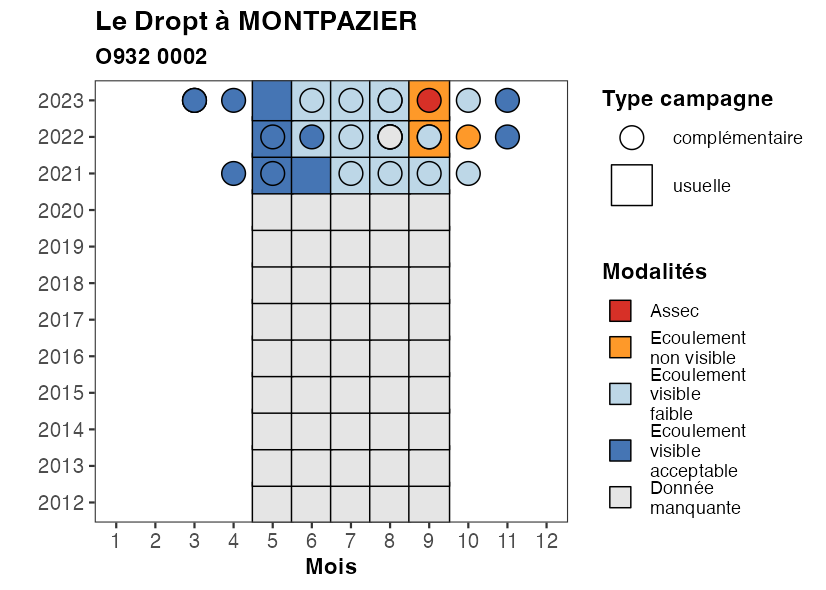 Le Dropt à MONTPAZIER
O932 0002
2023
2022
2021
2020
2019
2018
2017
2016
2015
2014
2013
2012
1 2 3 4 5 6 7 8 9 10 11 12
Mois
Type campagne
complémentaire
usuelle
Modalités
Assec
Ecoulement
non visible
Ecoulement
visible
faible
Ecoulement
visible
acceptable
Donnée
manquante